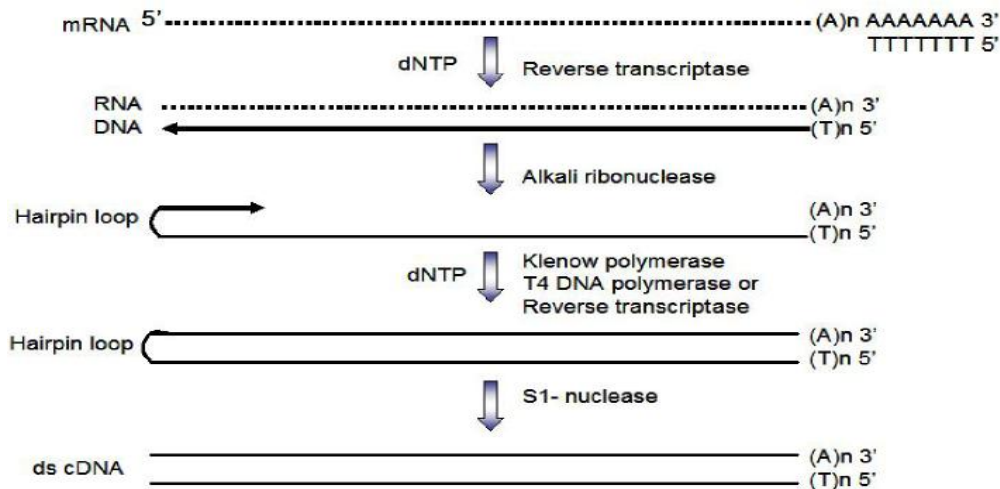 mRNA 5' (A)n AAAAAAA 3'
TTTTTTT 5'
dNTP Reverse transcriptase
RNA (A)n 3'
DNA (T)n 5'
Alkali ribonuclease
(A)n 3'
Hairpin loop
(T)n 5'
dNTP Klenow polymerase
T4 DNA polymerase or
Reverse transcriptase
Hairpin loop (A)n 3'
(T)n 5'
S1- nuclease
(A)n 3'
ds cDNA
(T)n 5'